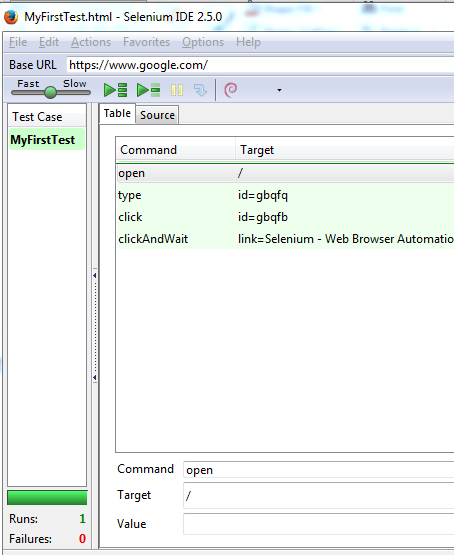 MyFirstTest.html - Selenium IDE 2.5.0
File Edit Actions Favorites Options Help
Base URL https://www.google.com/
Fast Slow
Table Source
Test Case
MyFirstTest
Command Target
open /
type id=gbqfq
click id=gbqfb
clickAndWait link=Selenium - Web Browser Automatio
Command open
Target /
Value
Runs: 1
Failures: 0